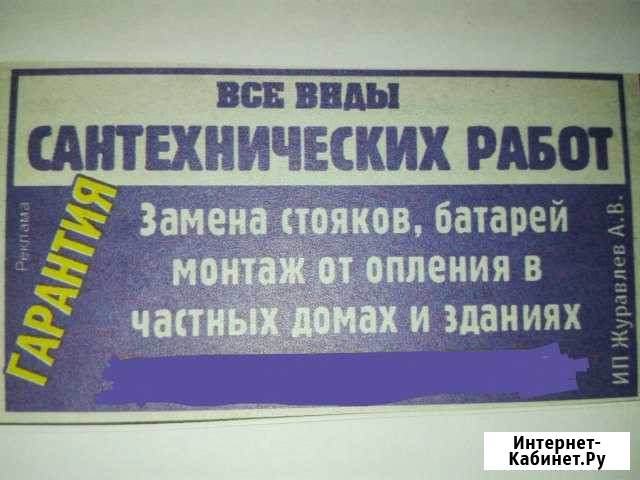 ВСЕ ВИДЫ
САНТЕХНИЧЕСКИХ РАБОТ
ГАРАНТИЯ
Реклама
Замена стояков, батарей
монтаж от опления в
частных домах и зданиях
ИП Журавлев А.В.
Интернет-
Кабинет.Ру